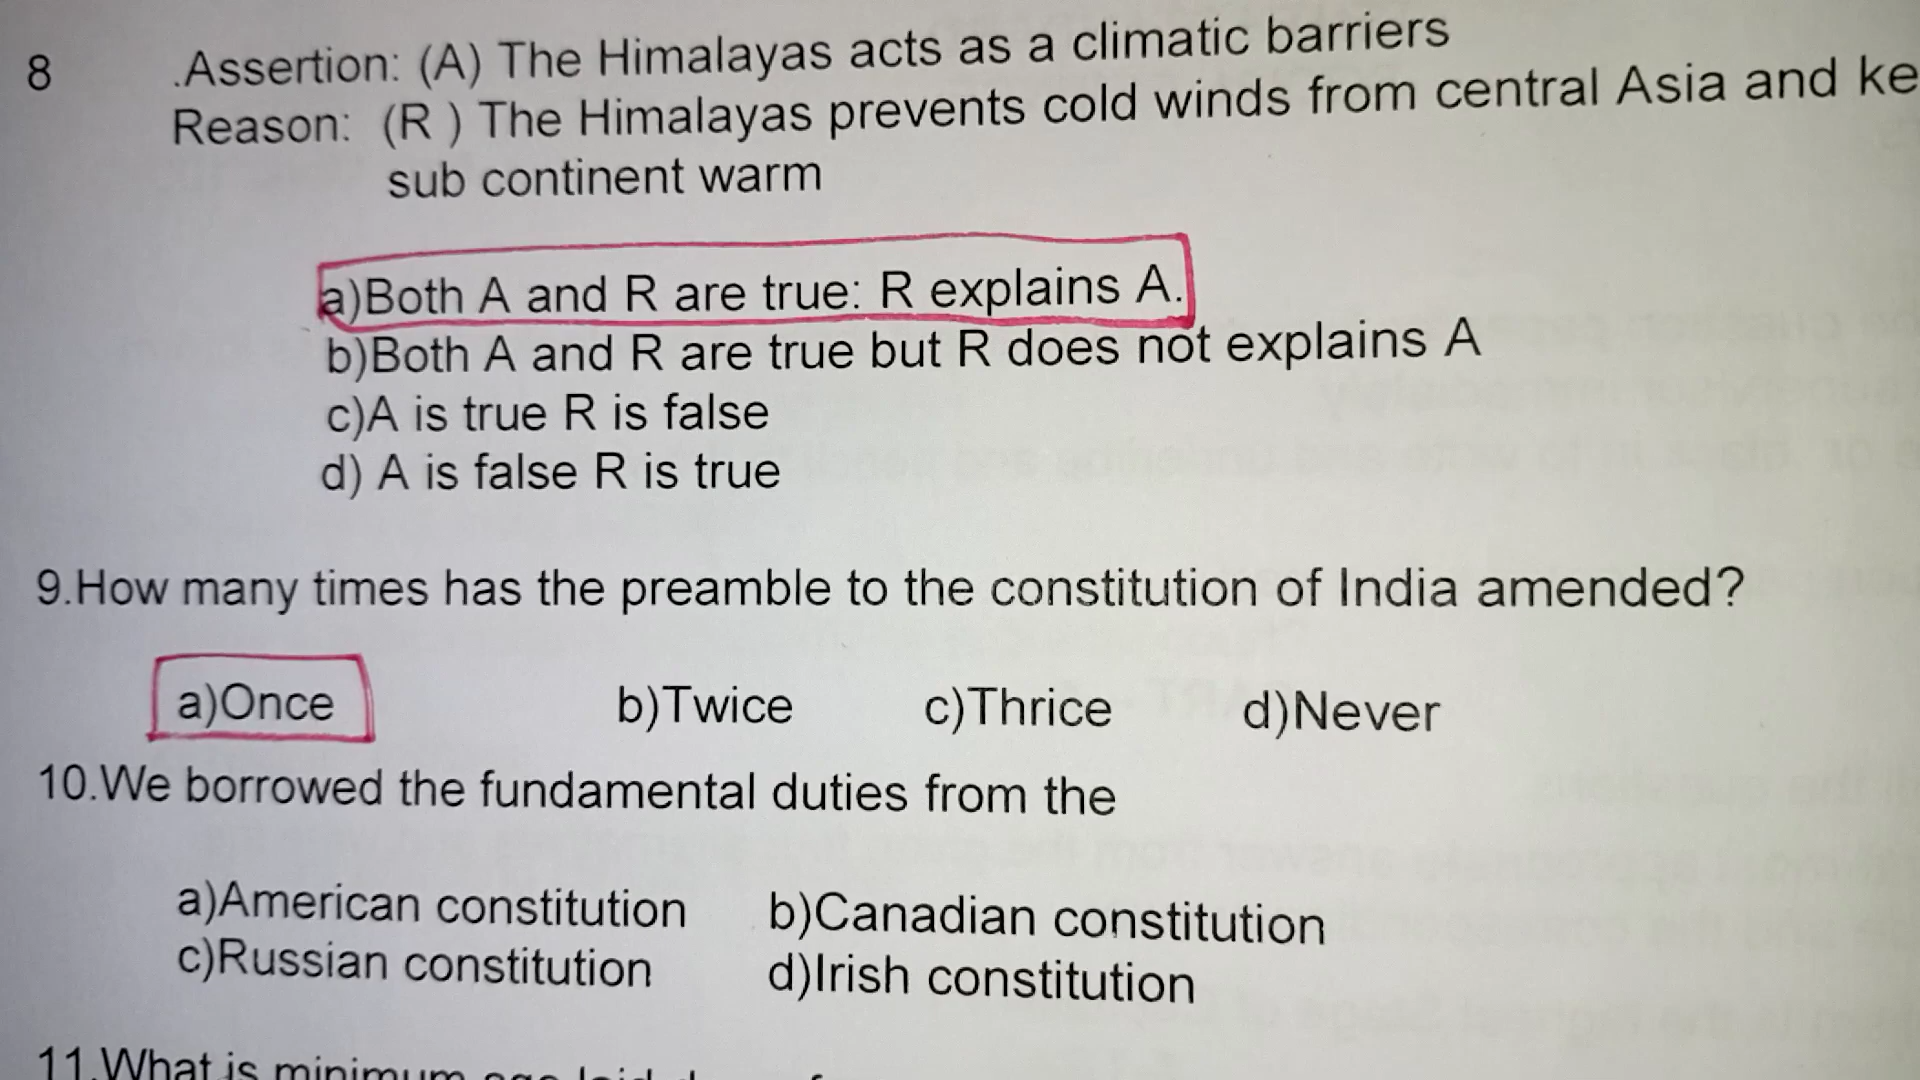 8 .Assertion: (A) The Himalayas acts as a climatic barriers
Reason: (R ) The Himalayas prevents cold winds from central Asia and ke
sub continent warm
a)Both A and R are true: R explains A.
b)Both A and R are true but R does not explains A
c)A is true R is false
d) A is false R is true
9.How many times has the preamble to the constitution of India amended?
a)Once b)Twice c)Thrice d)Never
10.We borrowed the fundamental duties from the
a)American constitution b)Canadian constitution
c)Russian constitution d)Irish constitution
11.What is minimum